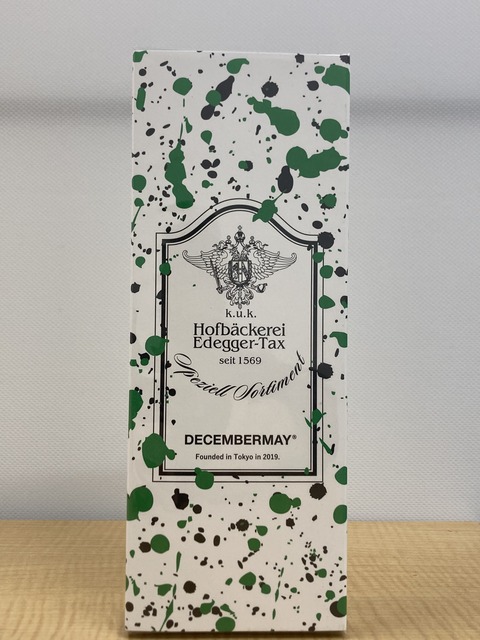 k.u.k.
Hofbäckerei
Edegger-Tax
seit 1569
Speziell Sortiment
DECEMBERMAY®
Founded in Tokyo in 2019.